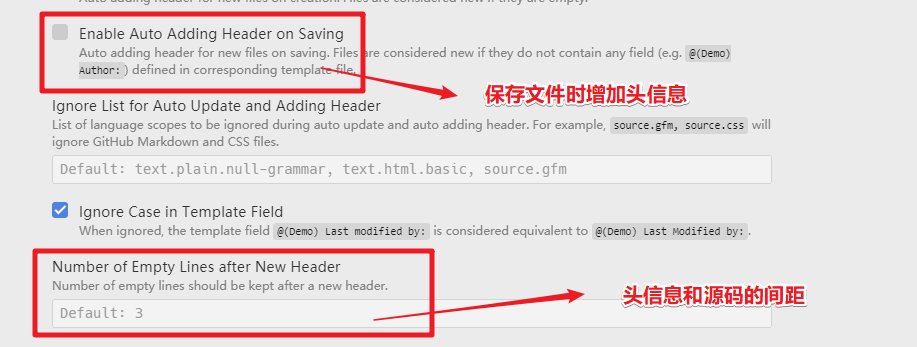 Auto adding header for new files on creation. Files are considered new if they are empty.
Enable Auto Adding Header on Saving
Auto adding header for new files on saving. Files are considered new if they do not contain any field (e.g. @(Demo)
Author:) defined in corresponding template file.
保存文件时增加头信息
Ignore List for Auto Update and Adding Header
List of language scopes to be ignored during auto update and auto adding header. For example, source.gfm, source.css will
ignore GitHub Markdown and CSS files.
Default: text.plain.null-grammar, text.html.basic, source.gfm
Ignore Case in Template Field
When ignored, the template field @(Demo) Last modified by: is considered equivalent to @(Demo) Last Modified by:.
Number of Empty Lines after New Header
Number of empty lines should be kept after a new header.
头信息和源码的间距
Default: 3